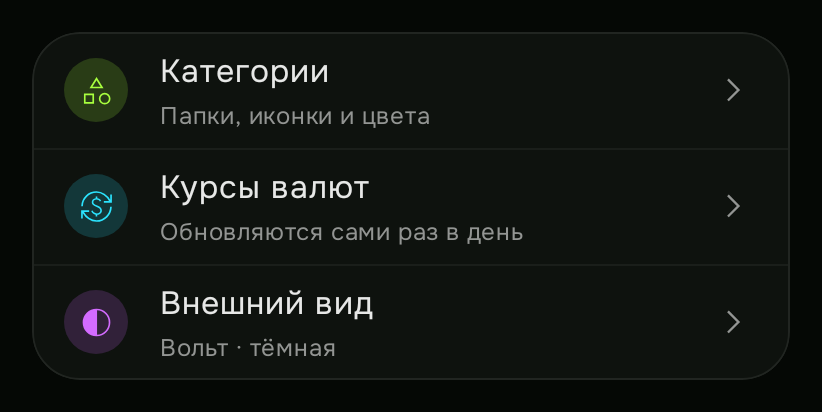 Категории
Папки, иконки и цвета
Курсы валют
Обновляются сами раз в день
Внешний вид
Вольт · тёмная